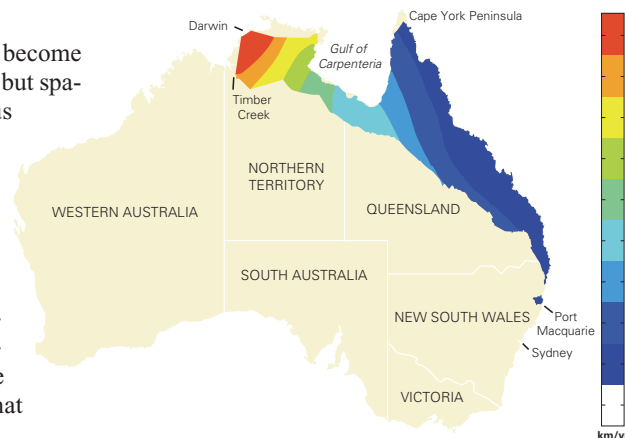 become
but spa-
us
hat
Darwin
Cape York Peninsula
Gulf of
Carpenteria
Timber
Creek
NORTHERN
TERRITORY
WESTERN AUSTRALIA
QUEENSLAND
SOUTH AUSTRALIA
NEW SOUTH WALES
Port
Macquarie
Sydney
VICTORIA